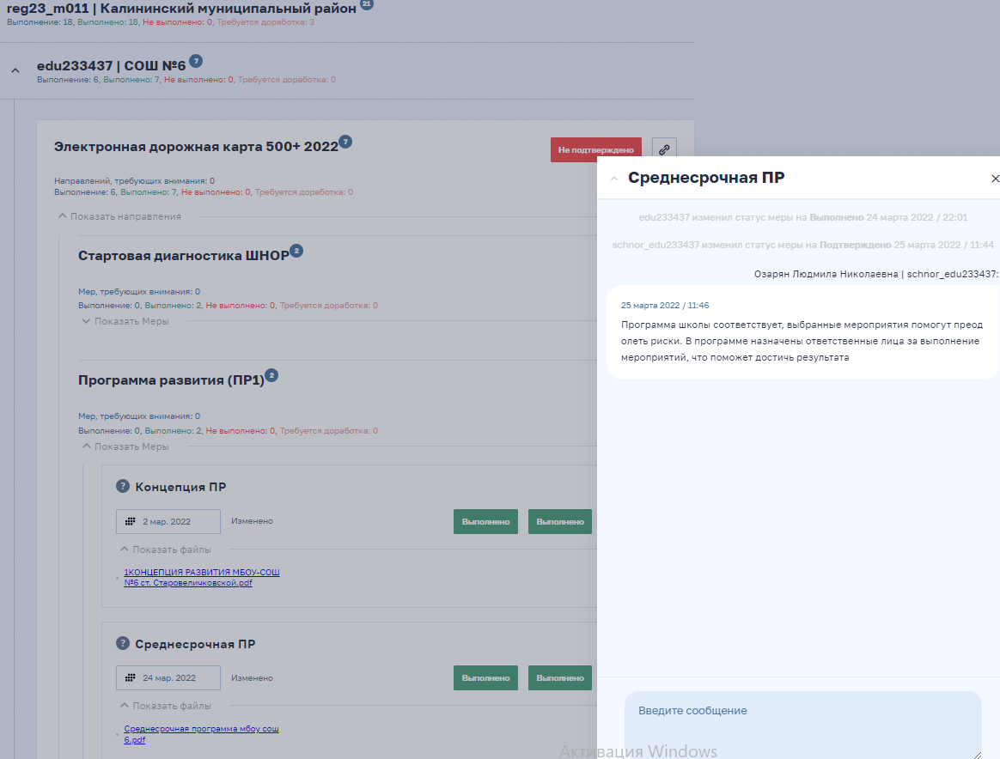 reg23_m011 | Калининский муниципальный район 21
Выполнение: 18, Выполнено: 18, Не выполнено: 0, Требуется доработка: 3
edu233437 | СОШ №6 7
Выполнение: 6, Выполнено: 7, Не выполнено: 0, Требуется доработка: 0
Электронная дорожная карта 500+ 2022 7
Не подтверждено
Направлений, требующих внимания: 0
Выполнение: 6, Выполнено: 7, Не выполнено: 0, Требуется доработка: 0
Показать направления
Стартовая диагностика ШНОР 2
Мер, требующих внимания: 0
Выполнение: 0, Выполнено: 2, Не выполнено: 0, Требуется доработка: 0
Показать Меры
Программа развития (ПР1) 2
Мер, требующих внимания: 0
Выполнение: 0, Выполнено: 2, Не выполнено: 0, Требуется доработка: 0
Показать Меры
? Концепция ПР
2 мар. 2022 Изменено Выполнено Выполнено
Показать файлы
1КОНЦЕПЦИЯ РАЗВИТИЯ МБОУ-СОШ
№6 ст. Старовеличковской.pdf
? Среднесрочная ПР
24 мар. 2022 Изменено Выполнено Выполнено
Показать файлы
Среднесрочная программа мбоу сош
6.pdf
Среднесрочная ПР
edu233437 изменил статус меры на Выполнено 24 марта 2022 / 22:01
schnor_edu233437 изменил статус меры на Подтверждено 25 марта 2022 / 11:44
Озарян Людмила Николаевна | schnor_edu233437:
25 марта 2022 / 11:46
Программа школы соответствует, выбранные мероприятия помогут преод
олеть риски. В программе назначены ответственные лица за выполнение
мероприятий, что поможет достичь результата
Введите сообщение
Активация Windows